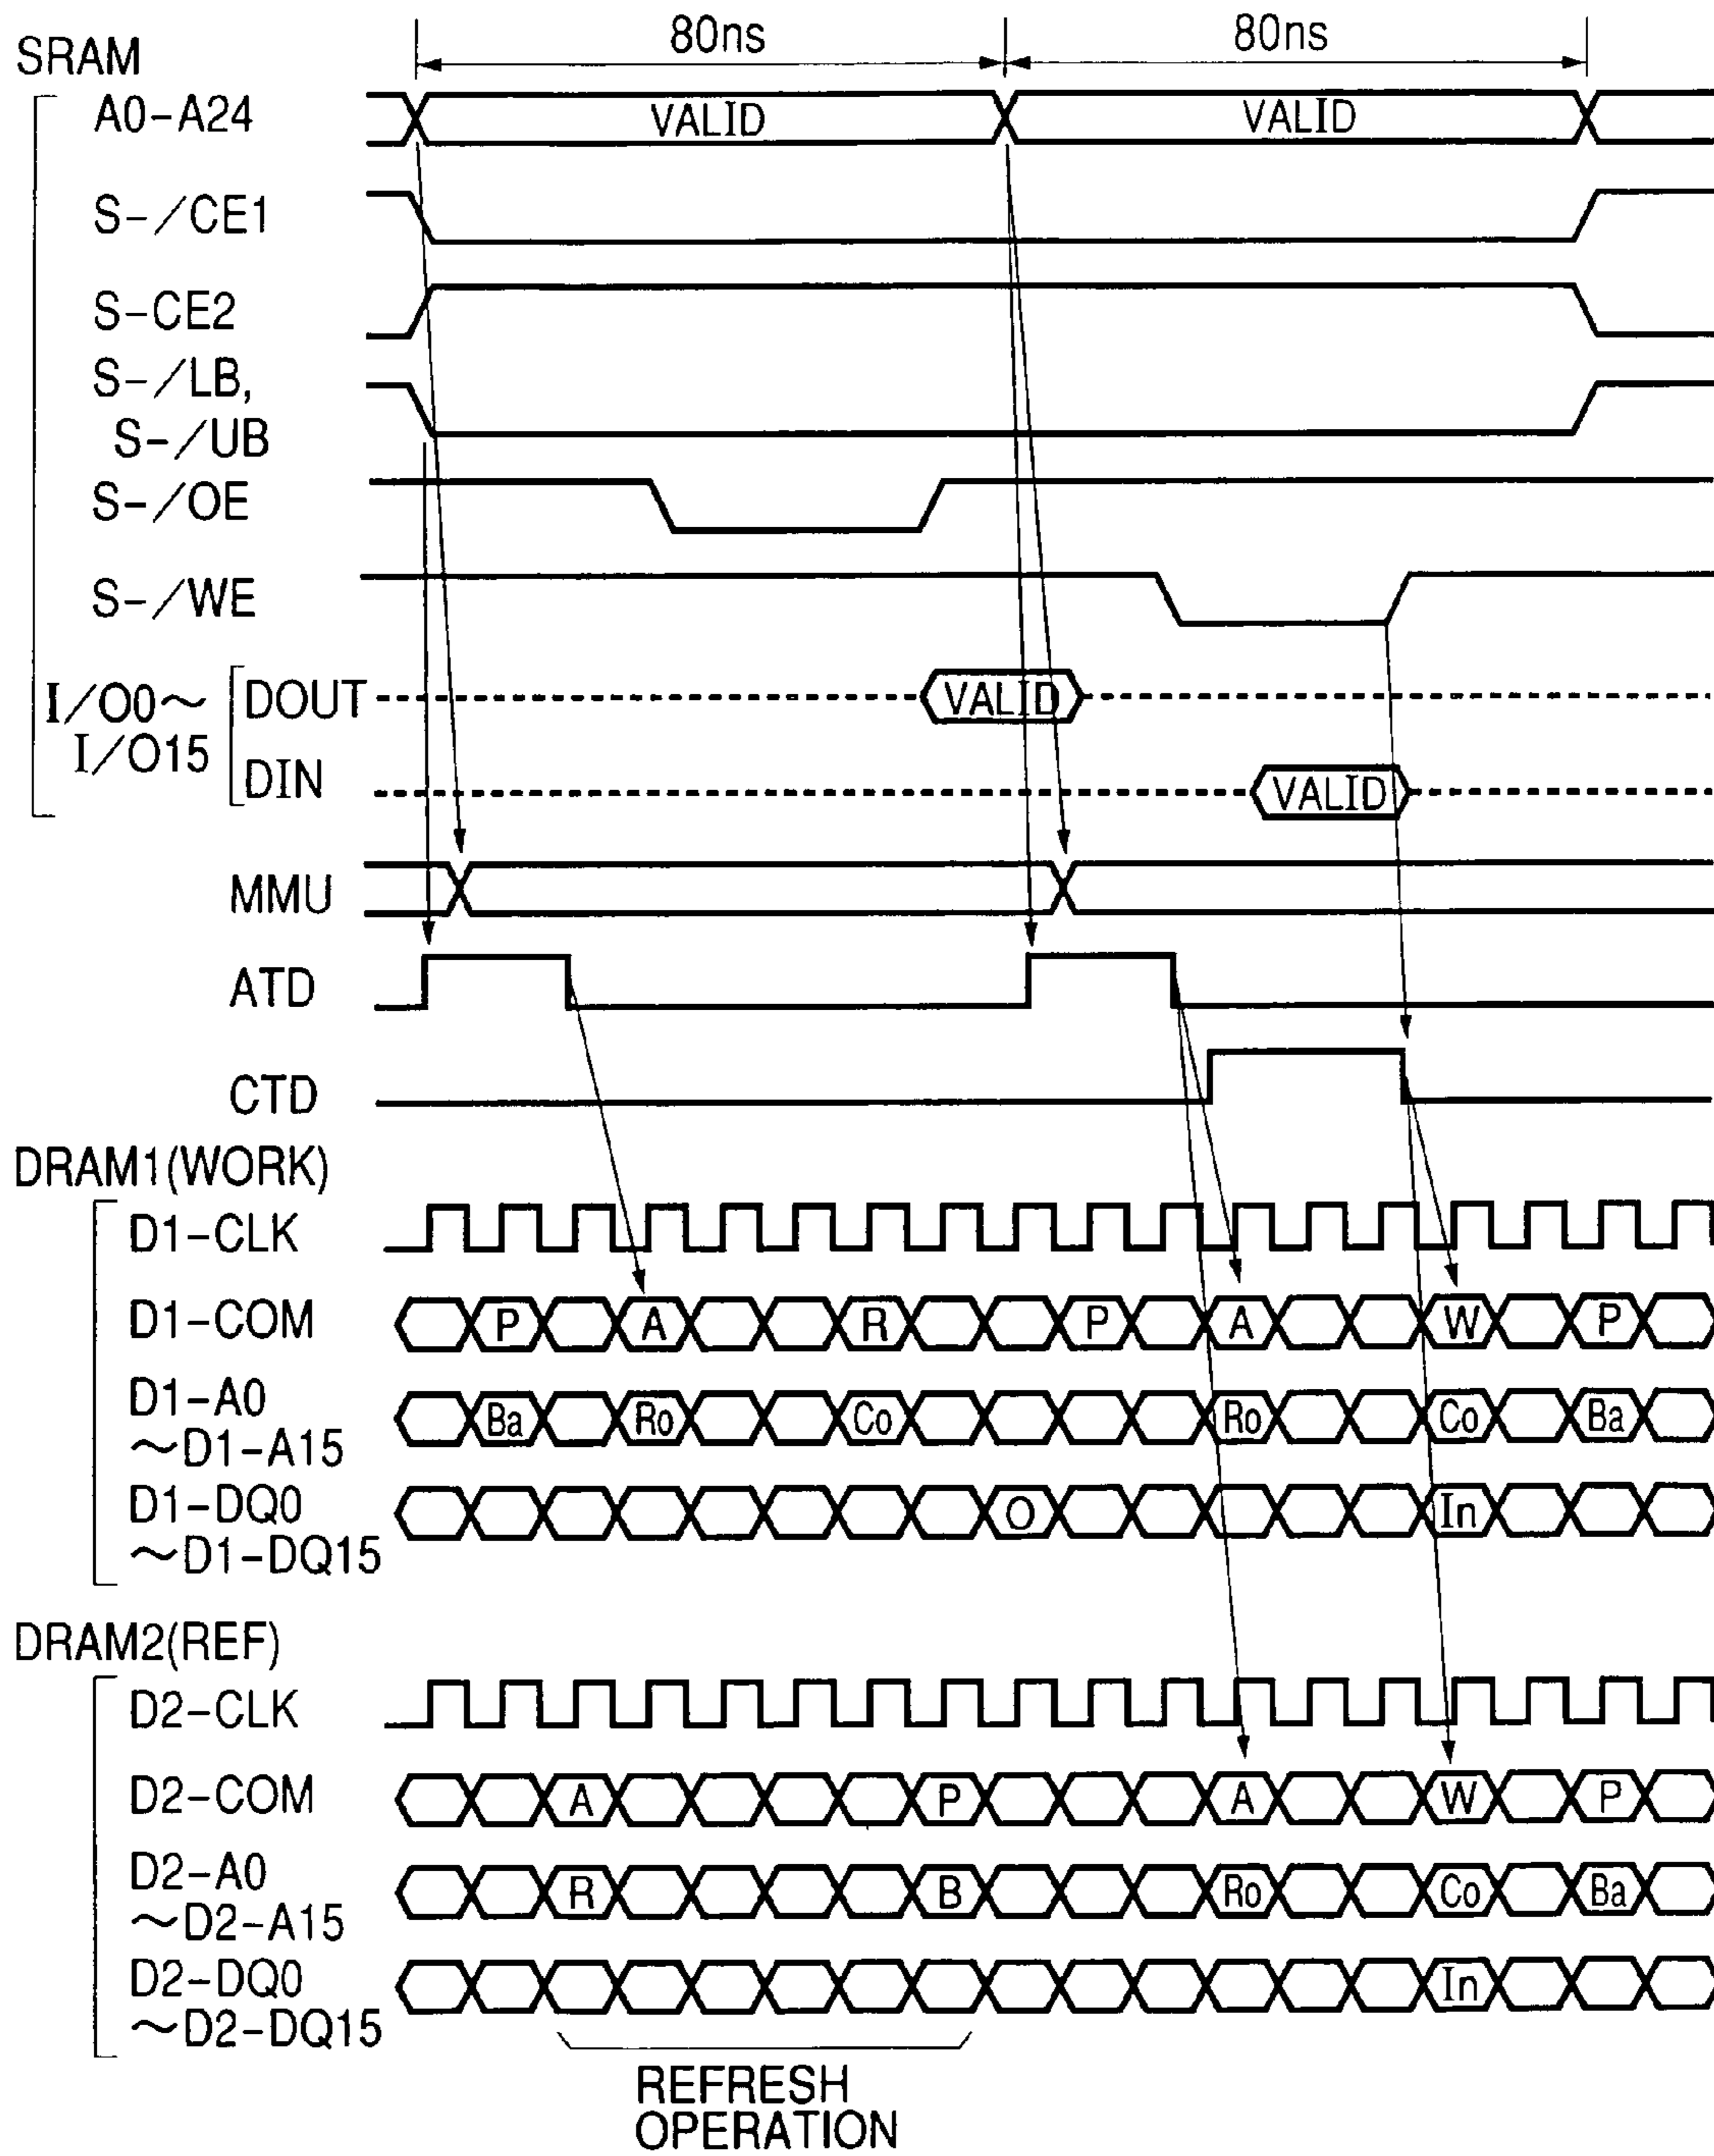 80ns 80ns
SRAM
A0-A24 VALID VALID
S-/CE1
S-CE2
S-/LB,
S-/UB
S-/OE
S-/WE
I/O0~ DOUT VALID
I/O15
DIN VALID
MMU
ATD
CTD
DRAM1(WORK)
D1-CLK
D1-COM P A R P A W P
D1-A0
~D1-A15 Ba Ro Co Ro Co Ba
D1-DQ0
~D1-DQ15 O In
DRAM2(REF)
D2-CLK
D2-COM A P A W P
D2-A0
~D2-A15 R B Ro Co Ba
D2-DQ0
~D2-DQ15 In
REFRESH
OPERATION